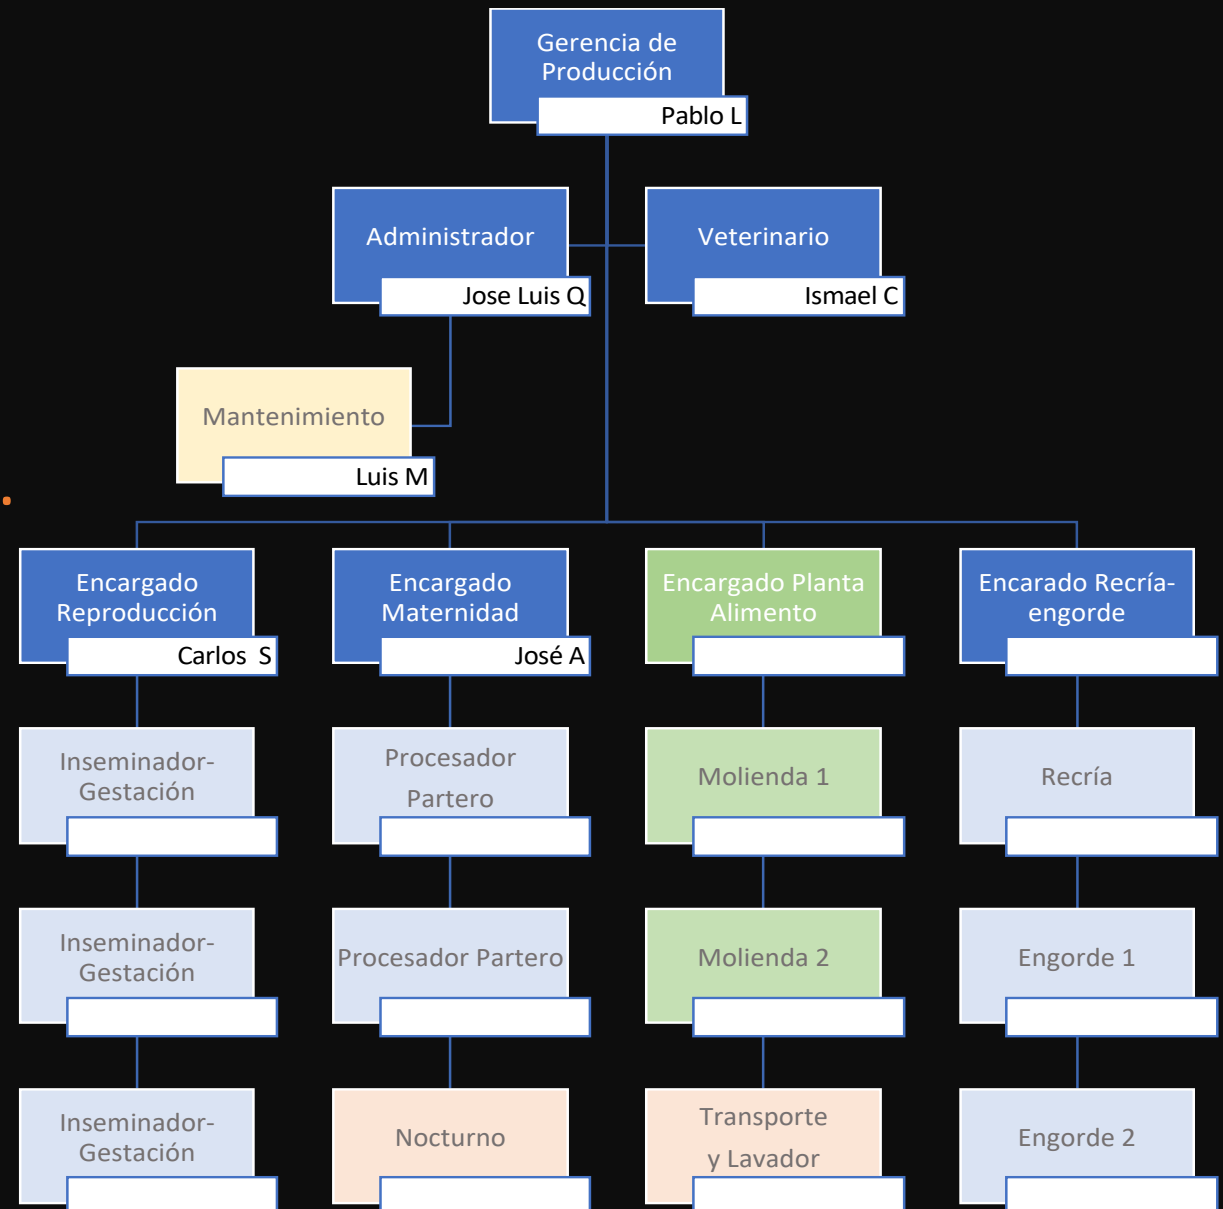 Gerencia de
Producción
Pablo L
Administrador
Jose Luis Q
Veterinario
Ismael C
Mantenimiento
Luis M
Encargado
Reproducción
Carlos  S
Encargado
Maternidad
José A
Encargado Planta
Alimento
Encarado Recría-
engorde
Inseminador-
Gestación
Procesador
Partero
Molienda 1
Recría
Inseminador-
Gestación
Procesador Partero
Molienda 2
Engorde 1
Inseminador-
Gestación
Nocturno
Transporte
y Lavador
Engorde 2